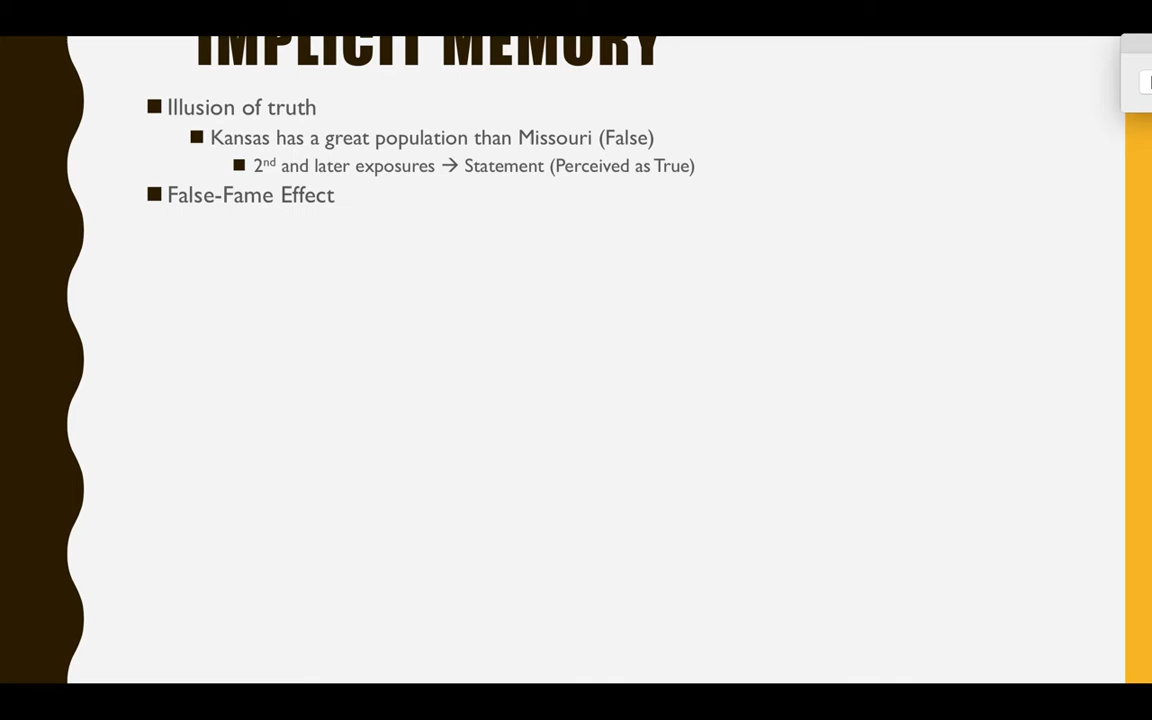 IMPLICIT MEMORY
Illusion of truth
Kansas has a great population than Missouri (False)
2nd and later exposures → Statement (Perceived as True)
False-Fame Effect